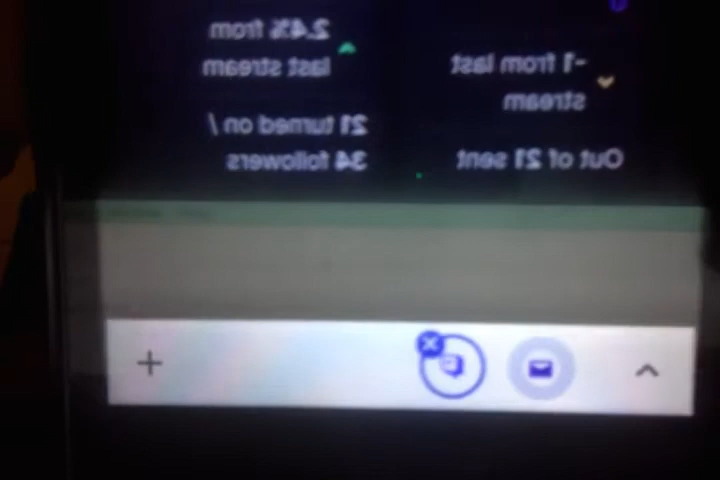 -1 from last
stream
Out of 21 sent
2.4% from
last stream
21 turned on /
34 followers